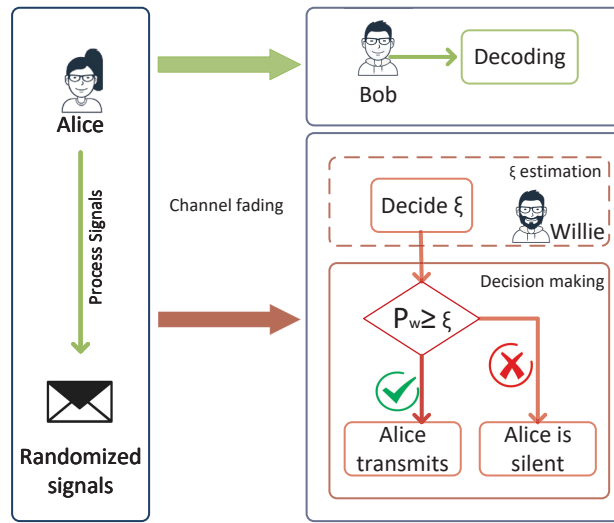 Alice
Process Signals
Randomized
signals
Channel fading
Bob
Decoding
ξ estimation
Decide ξ
Willie
Decision making
Pw≥ ξ
Alice
transmits
Alice is
silent